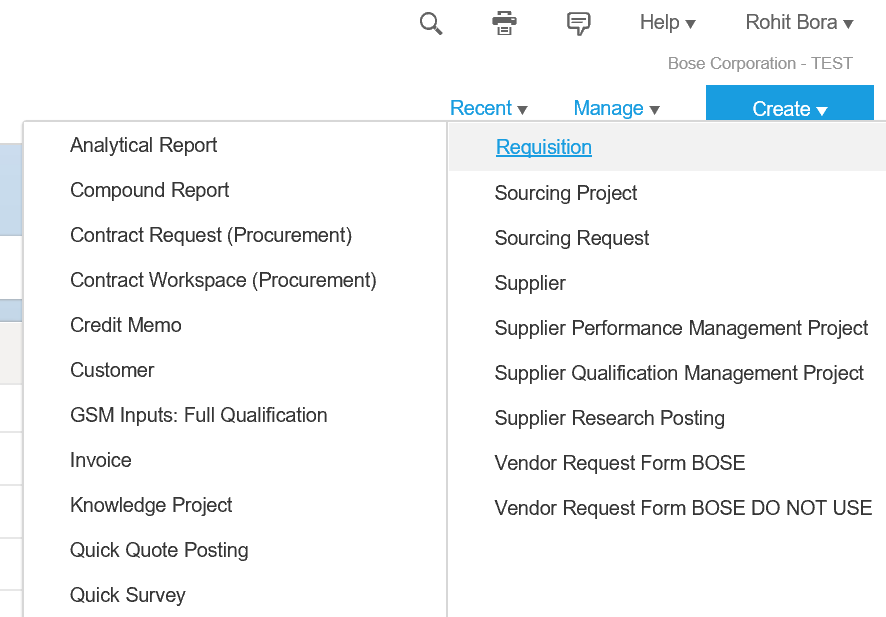 Help
Rohit Bora
Bose Corporation - TEST
Recent
Manage
Create
Analytical Report
Compound Report
Contract Request (Procurement)
Contract Workspace (Procurement)
Credit Memo
Customer
GSM Inputs: Full Qualification
Invoice
Knowledge Project
Quick Quote Posting
Quick Survey
Requisition
Sourcing Project
Sourcing Request
Supplier
Supplier Performance Management Project
Supplier Qualification Management Project
Supplier Research Posting
Vendor Request Form BOSE
Vendor Request Form BOSE DO NOT USE